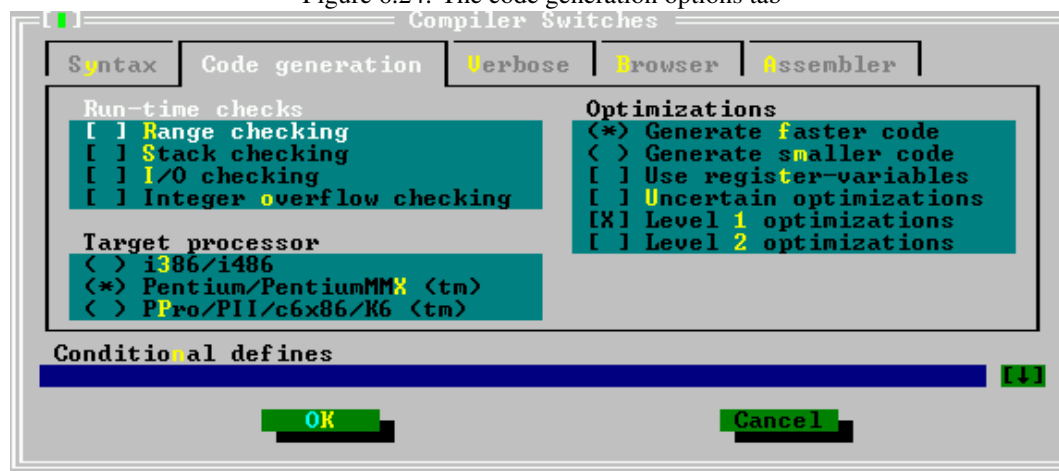 Figure 6.24: The code generation options tab
[▮] Compiler Switches
Syntax Code generation Verbose Browser Assembler
Run-time checks
[ ] Range checking
[ ] Stack checking
[ ] I/O checking
[ ] Integer overflow checking
Target processor
( ) i386/i486
(*) Pentium/PentiumMMX (tm)
( ) PPro/PII/c6x86/K6 (tm)
Optimizations
(*) Generate faster code
( ) Generate smaller code
[ ] Use register-variables
[ ] Uncertain optimizations
[X] Level 1 optimizations
[ ] Level 2 optimizations
Conditional defines
[↓]
OK Cancel